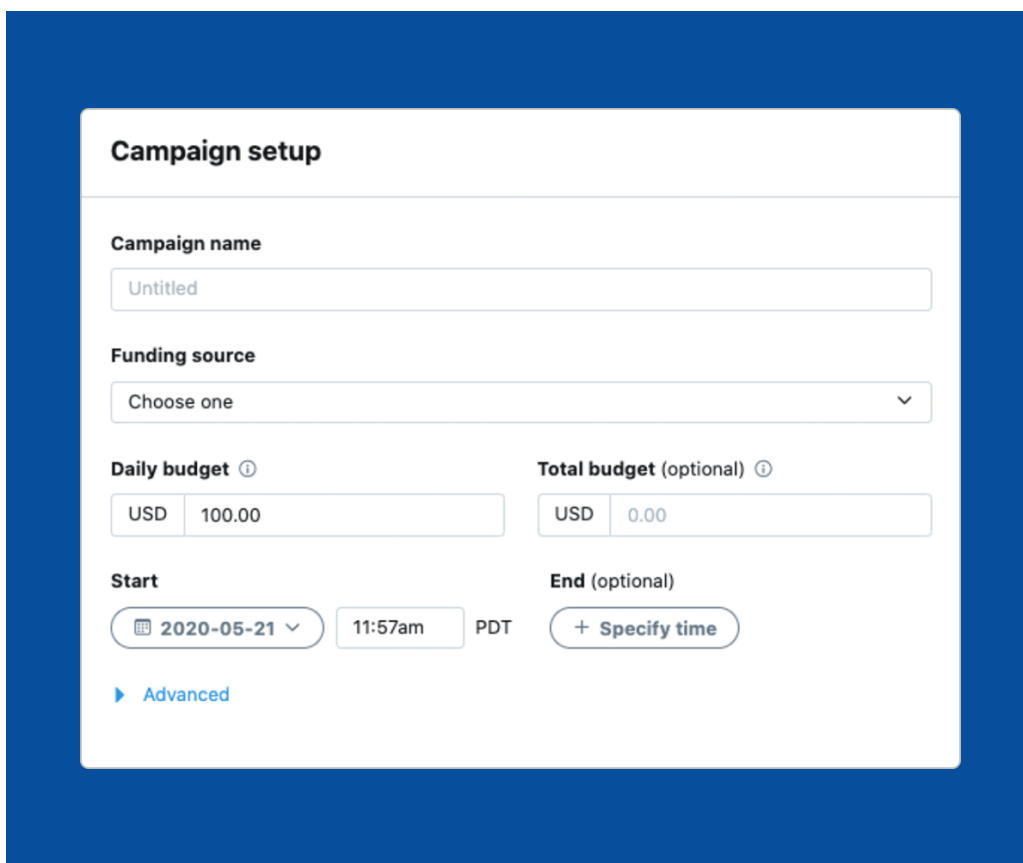 Campaign setup
Campaign name
Untitled
Funding source
Choose one
Daily budget
Total budget (optional)
USD 100.00
USD 0.00
Start
End (optional)
2020-05-21 11:57am PDT
+ Specify time
Advanced